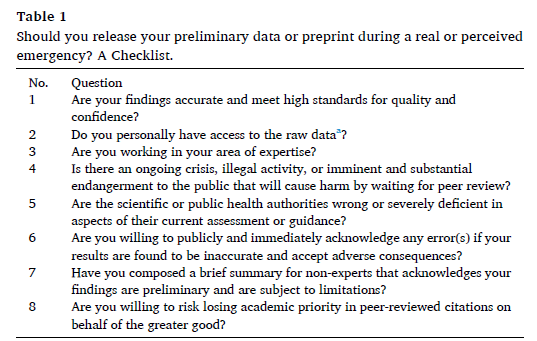 Table 1
Should you release your preliminary data or preprint during a real or perceived
emergency? A Checklist.
No. Question
1 Are your findings accurate and meet high standards for quality and
confidence?
2 Do you personally have access to the raw dataᵃ?
3 Are you working in your area of expertise?
4 Is there an ongoing crisis, illegal activity, or imminent and substantial
endangerment to the public that will cause harm by waiting for peer review?
5 Are the scientific or public health authorities wrong or severely deficient in
aspects of their current assessment or guidance?
6 Are you willing to publicly and immediately acknowledge any error(s) if your
results are found to be inaccurate and accept adverse consequences?
7 Have you composed a brief summary for non-experts that acknowledges your
findings are preliminary and are subject to limitations?
8 Are you willing to risk losing academic priority in peer-reviewed citations on
behalf of the greater good?